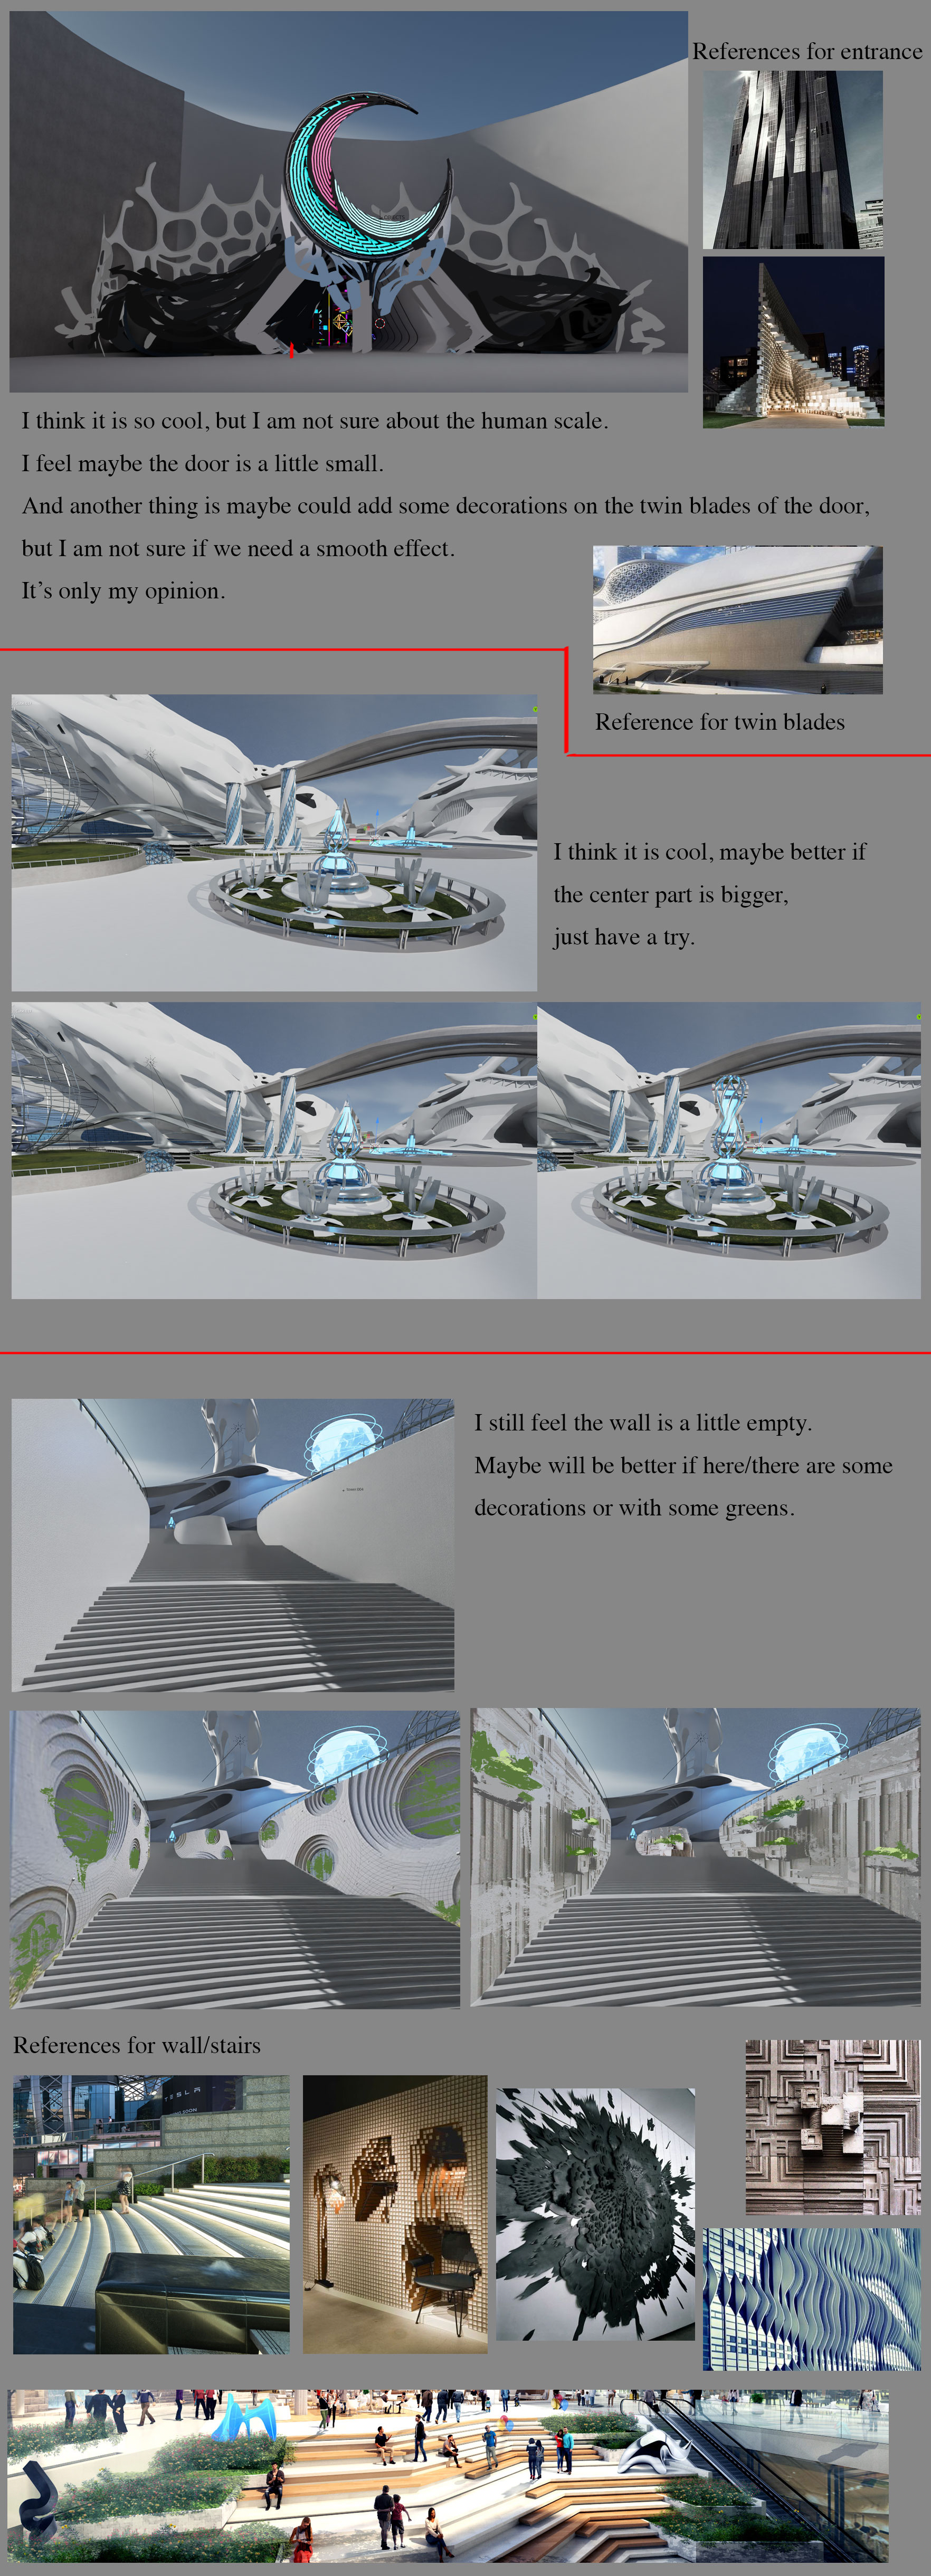 References for entrance
I think it is so cool, but I am not sure about the human scale.
I feel maybe the door is a little small.
And another thing is maybe could add some decorations on the twin blades of the door,
but I am not sure if we need a smooth effect.
It’s only my opinion.
Reference for twin blades
I think it is cool, maybe better if
the center part is bigger,
just have a try.
I still feel the wall is a little empty.
Maybe will be better if here/there are some
decorations or with some greens.
References for wall/stairs
TESLA